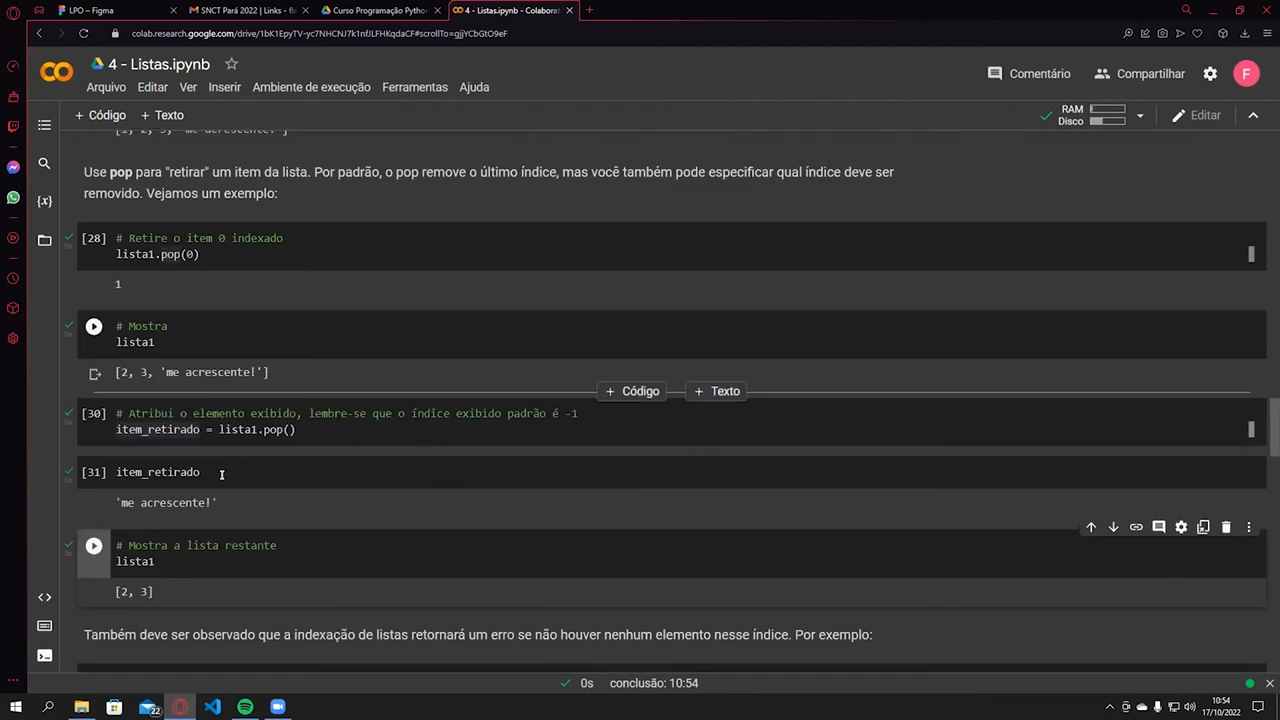 LPO – Figma
SNCT Pará 2022 | Links - fla
Curso Programação Python
4 - Listas.ipynb - Colaborat
colab.research.google.com/drive/1bK1EpyTV-yc7NHCNJ7k1nfJLFHKqdaCF#scrollTo=gjjYCbGtO9eF
4 - Listas.ipynb
Comentário
Compartilhar
F
Arquivo Editar Ver Inserir Ambiente de execução Ferramentas Ajuda
+ Código + Texto
RAM
Disco
Editar
[1, 2, 3, 'me acrescente!']
Use pop para "retirar" um item da lista. Por padrão, o pop remove o último índice, mas você também pode especificar qual índice deve ser
removido. Vejamos um exemplo:
[28] # Retire o item 0 indexado
lista1.pop(0)
1
# Mostra
lista1
[2, 3, 'me acrescente!']
+ Código + Texto
[30] # Atribui o elemento exibido, lembre-se que o índice exibido padrão é -1
item_retirado = lista1.pop()
[31] item_retirado
'me acrescente!'
# Mostra a lista restante
lista1
[2, 3]
Também deve ser observado que a indexação de listas retornará um erro se não houver nenhum elemento nesse índice. Por exemplo:
0s conclusão: 10:54
22
10:54
17/10/2022